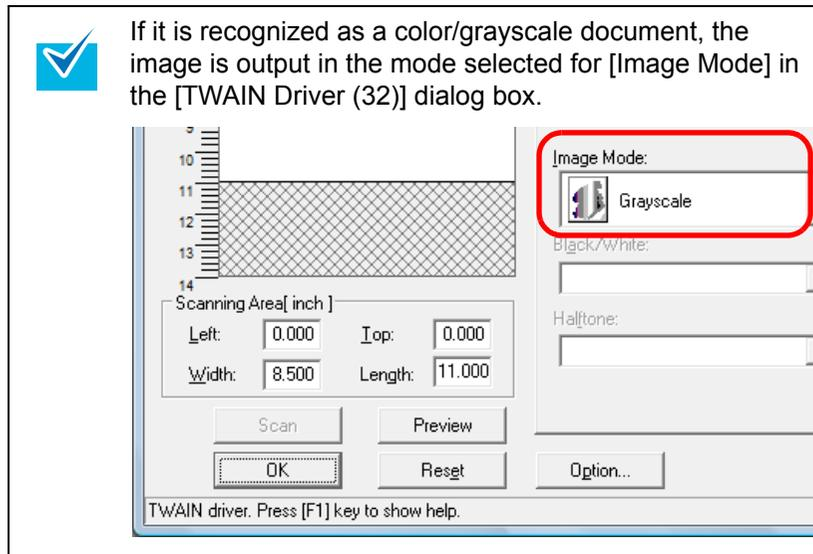 If it is recognized as a color/grayscale document, the
image is output in the mode selected for [Image Mode] in
the [TWAIN Driver (32)] dialog box.
10
11
12
13
14
Image Mode:
Grayscale
Black/White:
Halftone:
Scanning Area[ inch ]
Left: 0.000 Top: 0.000
Width: 8.500 Length: 11.000
Scan Preview
OK Reset Option...
TWAIN driver. Press [F1] key to show help.